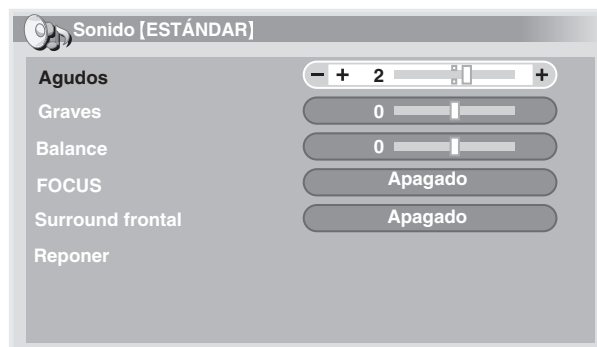 Sonido [ESTÁNDAR]
Agudos − + 2 +
Graves 0
Balance 0
FOCUS Apagado
Surround frontal Apagado
Reponer